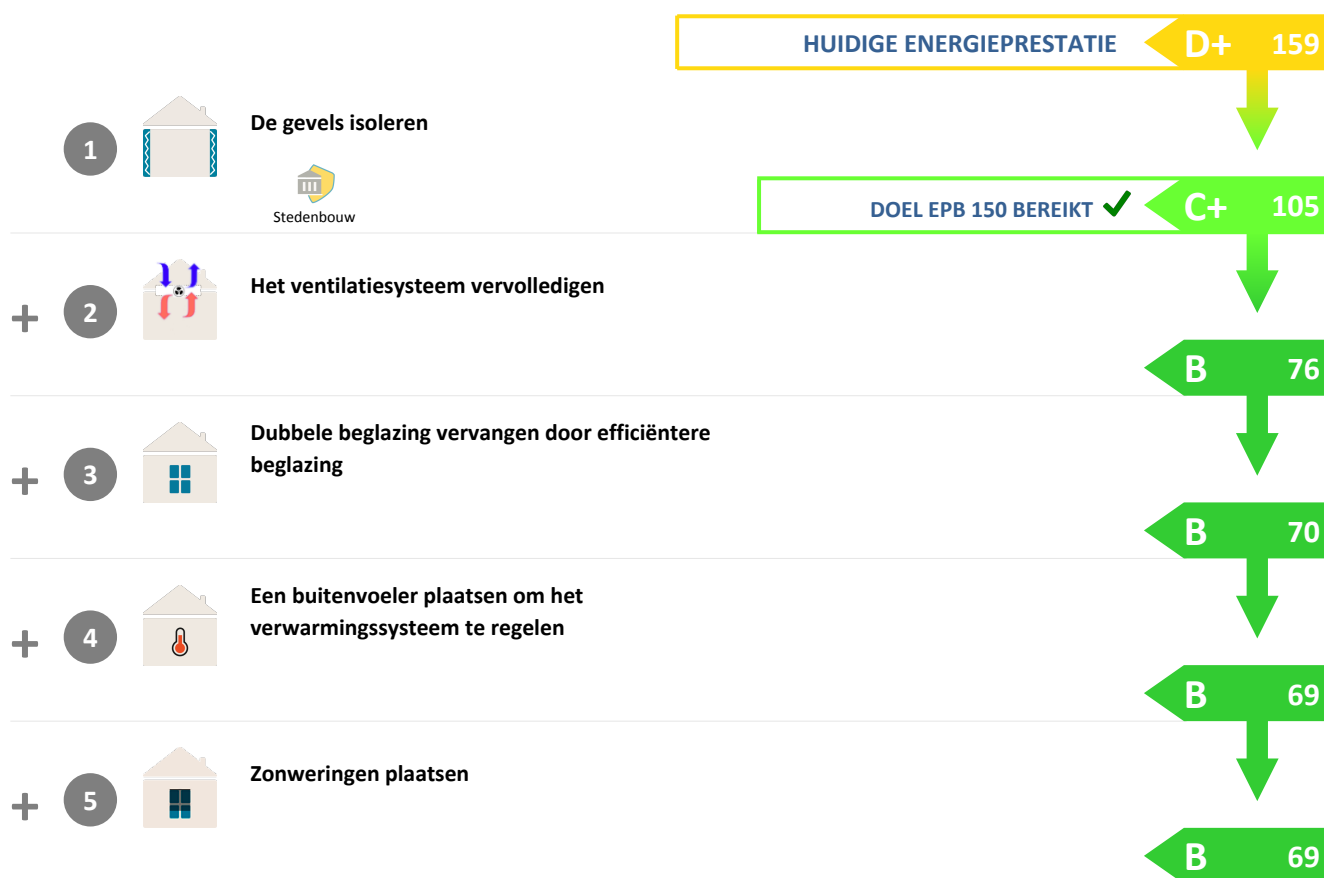 HUIDIGE ENERGIEPRESTATIE D+ 159
1 De gevels isoleren
Stedenbouw
DOEL EPB 150 BEREIKT C+ 105
+ 2 Het ventilatiesysteem vervolledigen
B 76
+ 3 Dubbele beglazing vervangen door efficiëntere
beglazing
B 70
+ 4 Een buitenvoeler plaatsen om het
verwarmingssysteem te regelen
B 69
+ 5 Zonweringen plaatsen
B 69